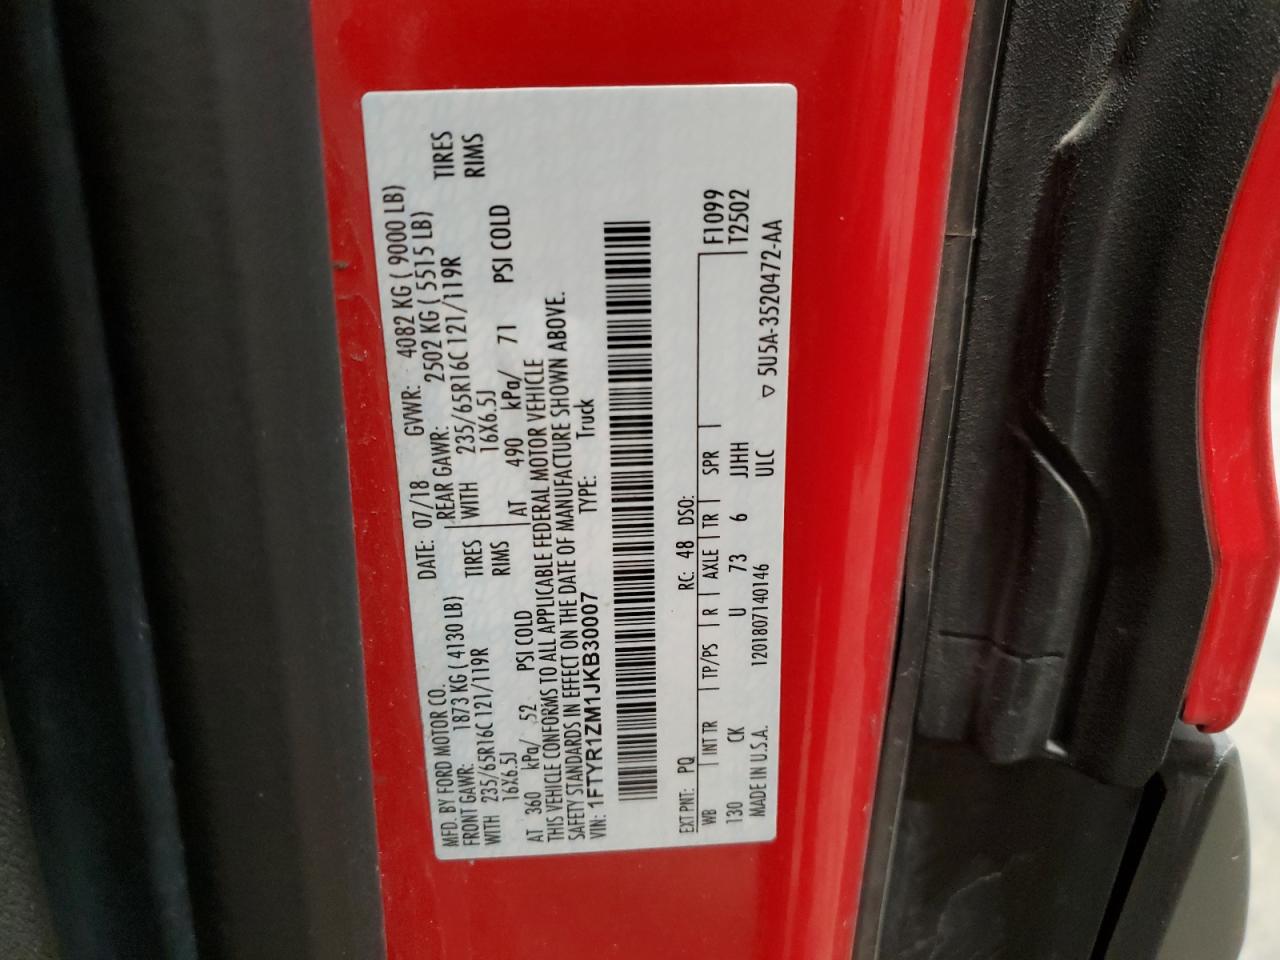 MFD. BY FORD MOTOR CO.
DATE: 07/18 GVWR: 4082 KG ( 9000 LB)
FRONT GAWR: 1873 KG ( 4130 LB) REAR GAWR: 2502 KG ( 5515 LB)
WITH 235/65R16C 121/119R TIRES WITH 235/65R16C 121/119R TIRES
16X6.5J RIMS 16X6.5J RIMS
AT 360 kPa/ 52 PSI COLD AT 490 kPa/ 71 PSI COLD
THIS VEHICLE CONFORMS TO ALL APPLICABLE FEDERAL MOTOR VEHICLE
SAFETY STANDARDS IN EFFECT ON THE DATE OF MANUFACTURE SHOWN ABOVE.
VIN: 1FTYR1ZM1JKB30007 TYPE: Truck
EXT PNT: PQ RC: 48 DSO:
WB INT TR TP/PS R AXLE TR SPR F1099
130 CK U 73 6 JJHH T2502
MADE IN U.S.A. 120180714O146 ULC ▽ 5U5A-3520472-AA